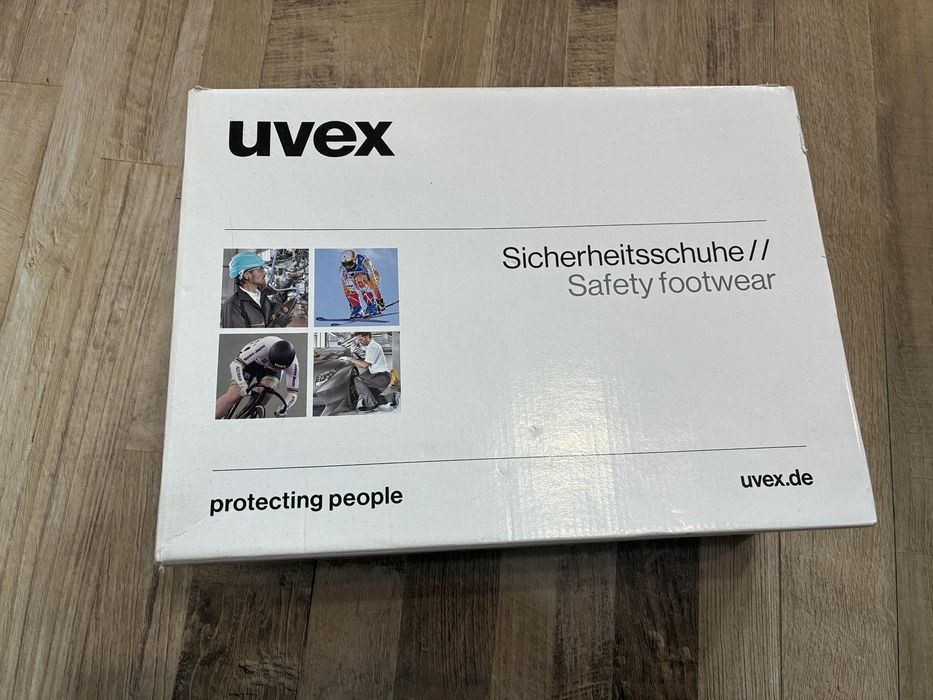 uvex
Sicherheitsschuhe //
Safety footwear
protecting people
uvex.de